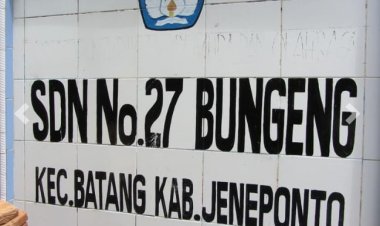 SDN No.27 BUNGENG
KEC.BATANG KAB.JENEPONTO